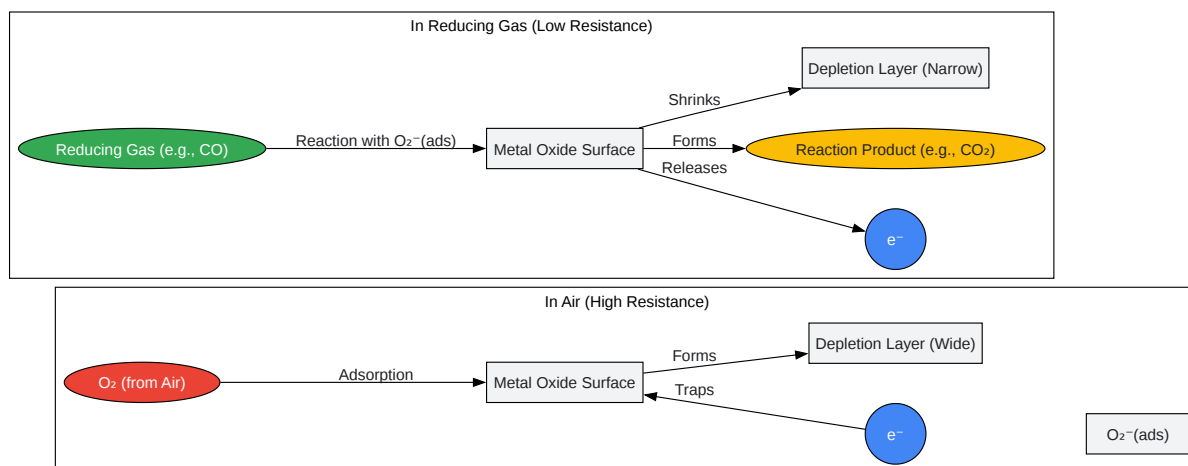 In Reducing Gas (Low Resistance)
Depletion Layer (Narrow)
Shrinks
Reducing Gas (e.g., CO)
Reaction with O₂⁻(ads)
Metal Oxide Surface
Forms
Reaction Product (e.g., CO₂)
Releases
e⁻
In Air (High Resistance)
Depletion Layer (Wide)
Forms
O₂ (from Air)
Adsorption
Metal Oxide Surface
Traps
e⁻
O₂⁻(ads)